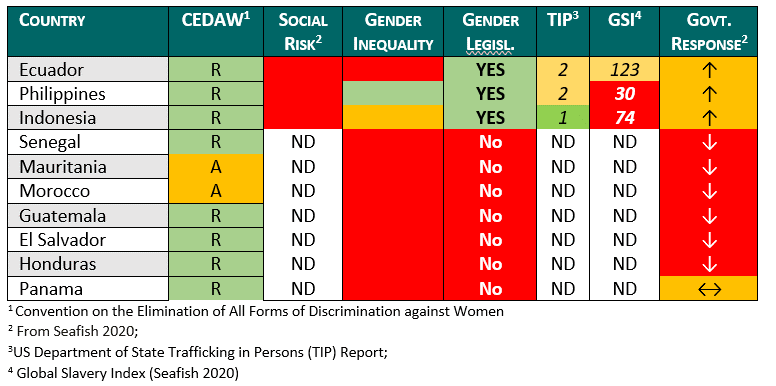 COUNTRY CEDAW1 SOCIAL RISK2 GENDER INEQUALITY GENDER LEGISL. TIP3 GSI4 GOVT. RESPONSE2
Ecuador R YES 2 123 ↑
Philippines R YES 2 30 ↑
Indonesia R YES 1 74 ↑
Senegal R ND No ND ND ↓
Mauritania A ND No ND ND ↓
Morocco A ND No ND ND ↓
Guatemala R ND No ND ND ↓
El Salvador R ND No ND ND ↓
Honduras R ND No ND ND ↓
Panama R ND No ND ND ↔
1 Convention on the Elimination of All Forms of Discrimination against Women
2 From Seafish 2020;
3US Department of State Trafficking in Persons (TIP) Report;
4 Global Slavery Index (Seafish 2020)